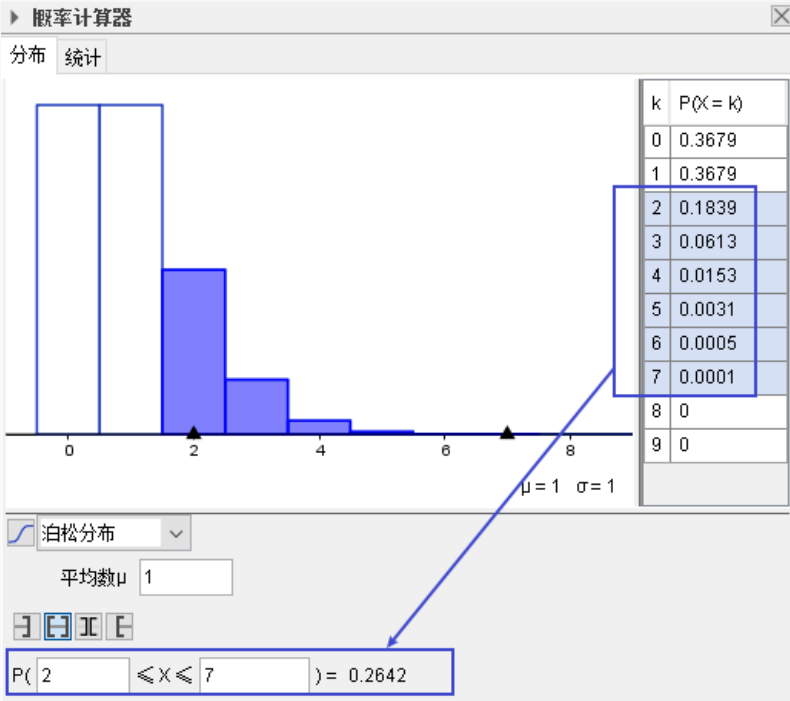 概率计算器
分布 统计
k P(X = k)
0 0.3679
1 0.3679
2 0.1839
3 0.0613
4 0.0153
5 0.0031
6 0.0005
7 0.0001
8 0
9 0
0 2 4 6 8
μ = 1 σ = 1
泊松分布
平均数μ 1
P( 2 ≤ X ≤ 7 ) = 0.2642